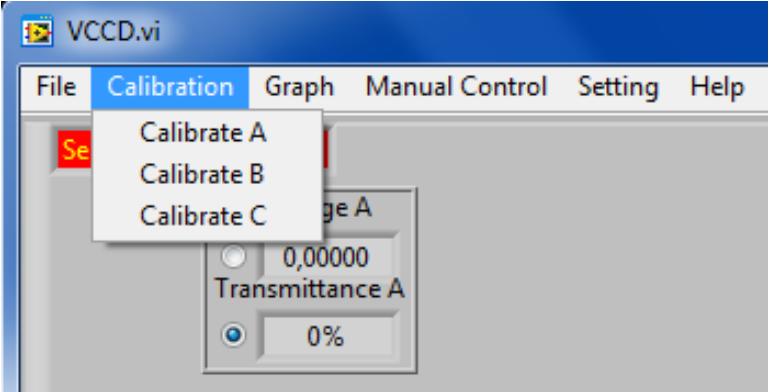 VCCD.vi
File Calibration Graph Manual Control Setting Help
Calibrate A
Calibrate B
Calibrate C
A
0,00000
Transmittance A
0%